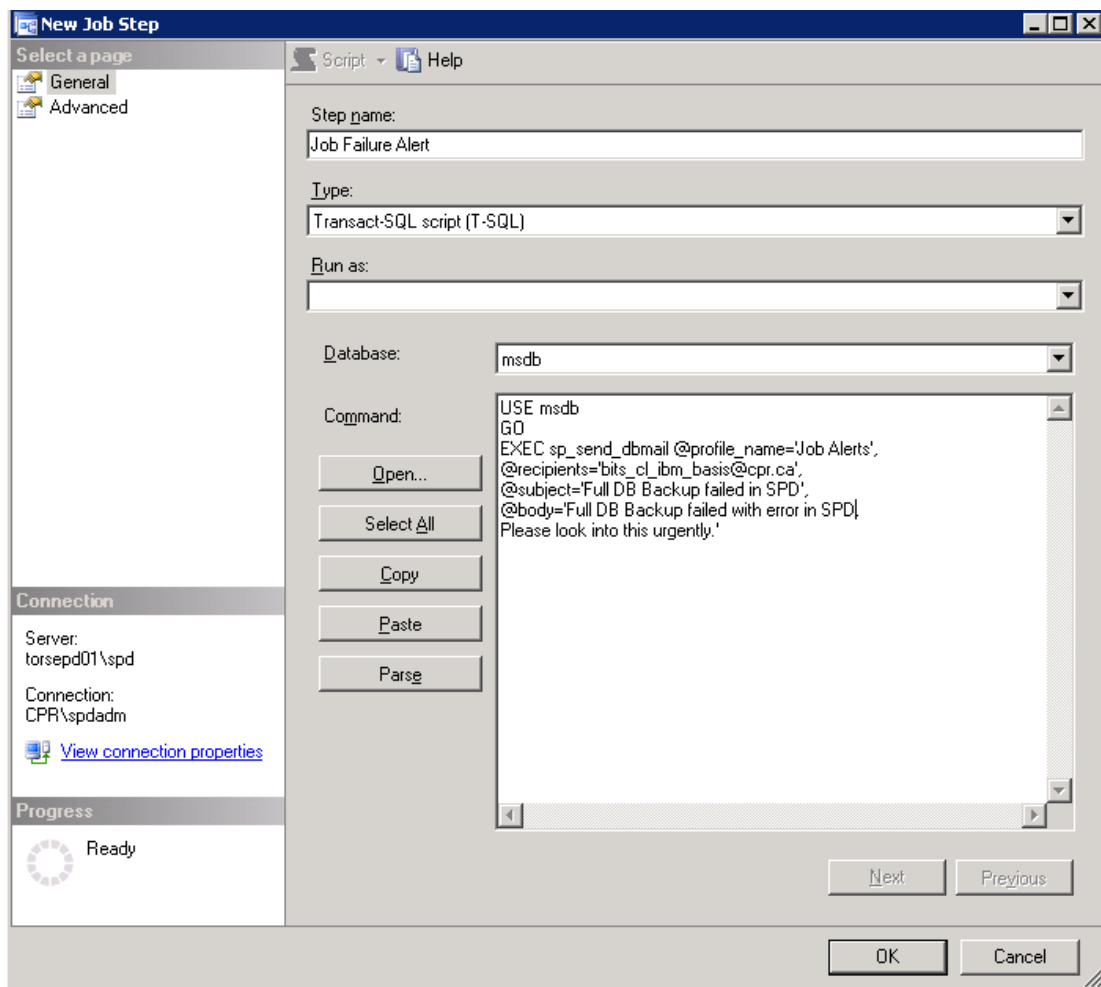 New Job Step
Select a page
General
Advanced
Script
Help
Step name:
Job Failure Alert
Type:
Transact-SQL script (T-SQL)
Run as:
Database:
msdb
Command:
USE msdb
GO
EXEC sp_send_dbmail @profile_name='Job Alerts',
@recipients='bits_cl_ibm_basis@cpr.ca',
@subject='Full DB Backup failed in SPD',
@body='Full DB Backup failed with error in SPD.
Please look into this urgently.'
Open...
Select All
Copy
Paste
Parse
Connection
Server:
torsepd01\spd
Connection:
CPR\spdadm
View connection properties
Progress
Ready
Next
Previous
OK
Cancel